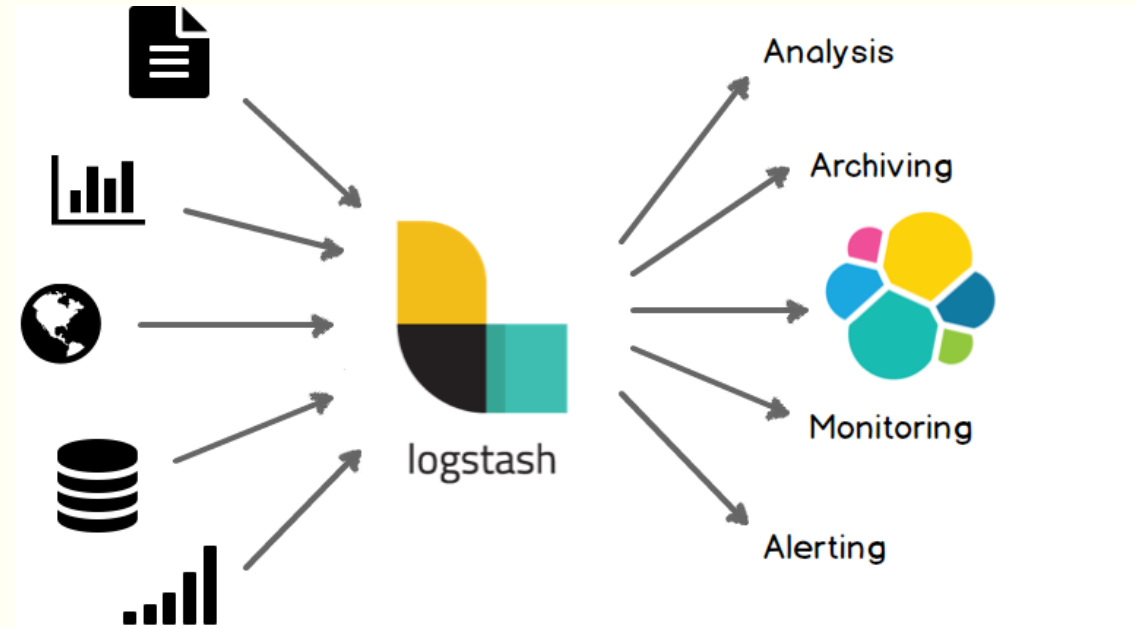 Analysis
Archiving
logstash
Monitoring
Alerting